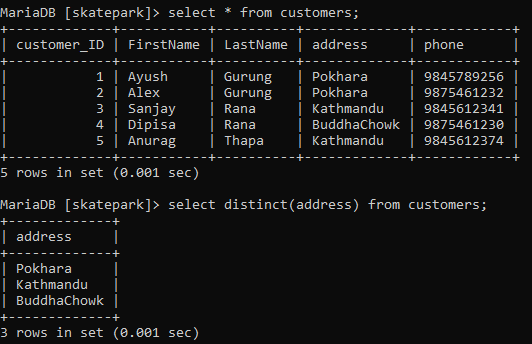 MariaDB [skatepark]> select * from customers;
+-------------+-----------+----------+-------------+------------+
| customer_ID | FirstName | LastName | address     | phone      |
+-------------+-----------+----------+-------------+------------+
|           1 | Ayush     | Gurung   | Pokhara     | 9845789256 |
|           2 | Alex      | Gurung   | Pokhara     | 9875461232 |
|           3 | Sanjay    | Rana     | Kathmandu   | 9845612341 |
|           4 | Dipisa    | Rana     | BuddhaChowk | 9875461230 |
|           5 | Anurag    | Thapa    | Kathmandu   | 9845612374 |
+-------------+-----------+----------+-------------+------------+
5 rows in set (0.001 sec)
MariaDB [skatepark]> select distinct(address) from customers;
+-------------+
| address     |
+-------------+
| Pokhara     |
| Kathmandu   |
| BuddhaChowk |
+-------------+
3 rows in set (0.001 sec)